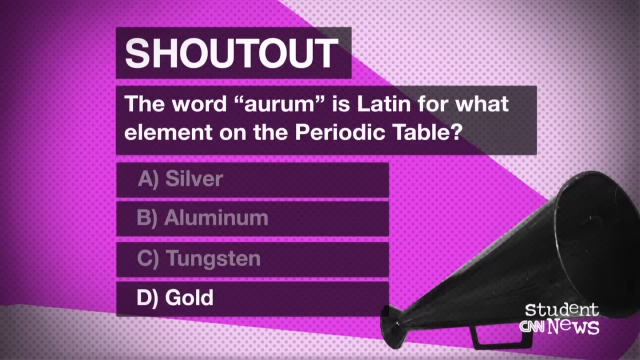 SHOUTOUT
The word “aurum” is Latin for what
element on the Periodic Table?
A) Silver
B) Aluminum
C) Tungsten
D) Gold
student
CNN News